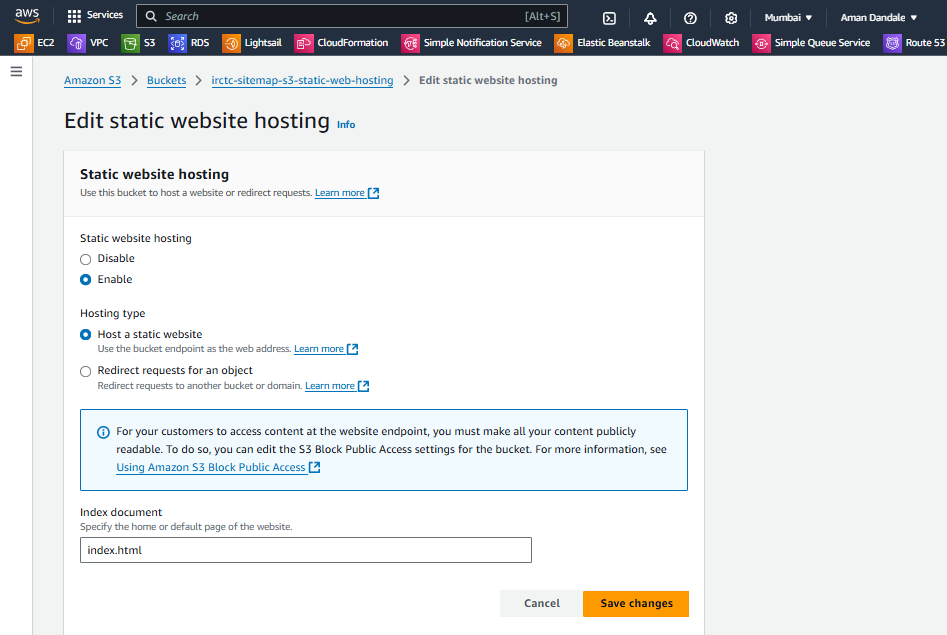 aws
Services
Search
[Alt+S]
Mumbai
Aman Dandale
EC2
VPC
S3
RDS
Lightsail
CloudFormation
Simple Notification Service
Elastic Beanstalk
CloudWatch
Simple Queue Service
Route 53
Amazon S3 > Buckets > irctc-sitemap-s3-static-web-hosting > Edit static website hosting
Edit static website hosting Info
Static website hosting
Use this bucket to host a website or redirect requests. Learn more
Static website hosting
Disable
Enable
Hosting type
Host a static website
Use the bucket endpoint as the web address. Learn more
Redirect requests for an object
Redirect requests to another bucket or domain. Learn more
For your customers to access content at the website endpoint, you must make all your content publicly
readable. To do so, you can edit the S3 Block Public Access settings for the bucket. For more information, see
Using Amazon S3 Block Public Access
Index document
Specify the home or default page of the website.
index.html
Cancel
Save changes